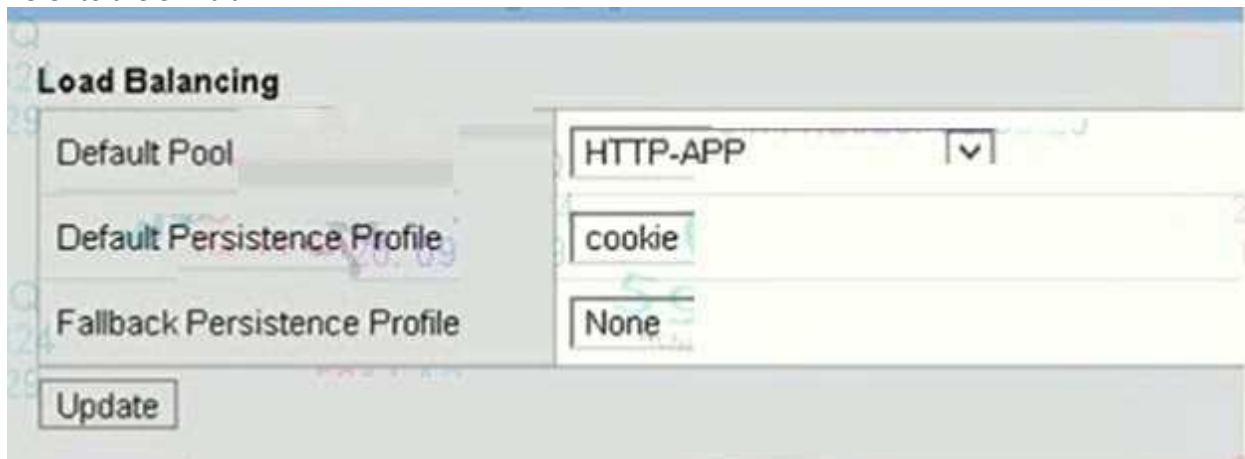 Load Balancing
Default Pool HTTP-APP
Default Persistence Profile cookie
Fallback Persistence Profile None
Update